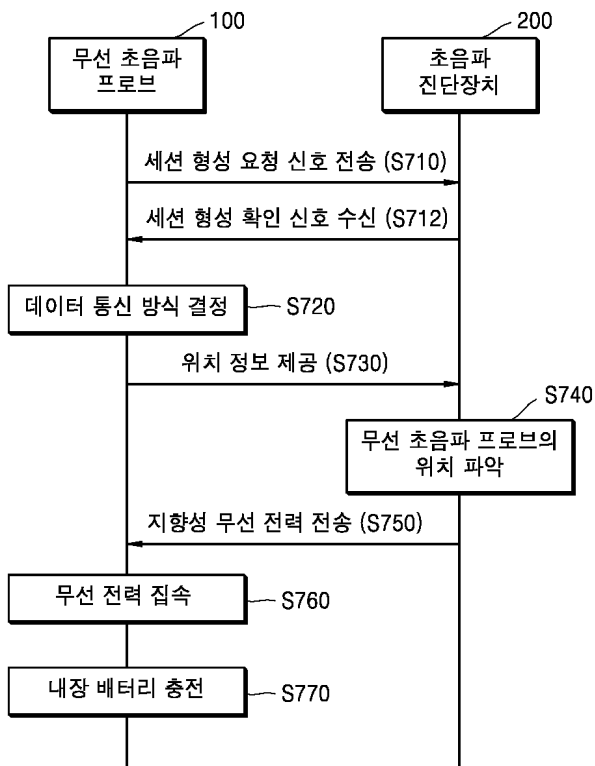 100
200
무선 초음파
프로브
초음파
진단장치
세션 형성 요청 신호 전송 (S710)
세션 형성 확인 신호 수신 (S712)
데이터 통신 방식 결정
S720
위치 정보 제공 (S730)
S740
무선 초음파 프로브의
위치 파악
지향성 무선 전력 전송 (S750)
무선 전력 집속
S760
내장 배터리 충전
S770